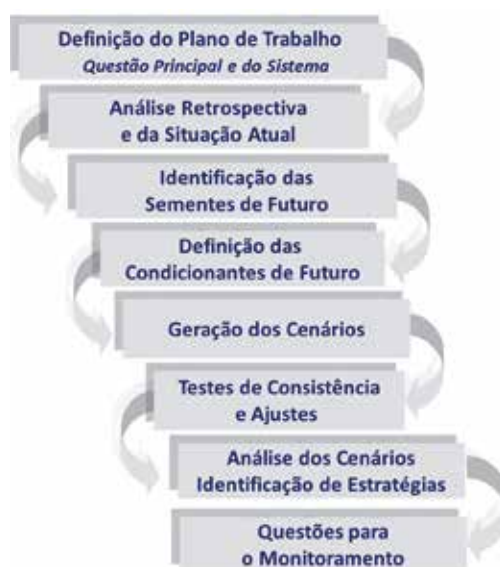 Definição do Plano de Trabalho
Questão Principal e do Sistema
Análise Retrospectiva
e da Situação Atual
Identificação das
Sementes de Futuro
Definição das
Condicionantes de Futuro
Geração dos Cenários
Testes de Consistência
e Ajustes
Análise dos Cenários
Identificação de Estratégias
Questões para
o Monitoramento